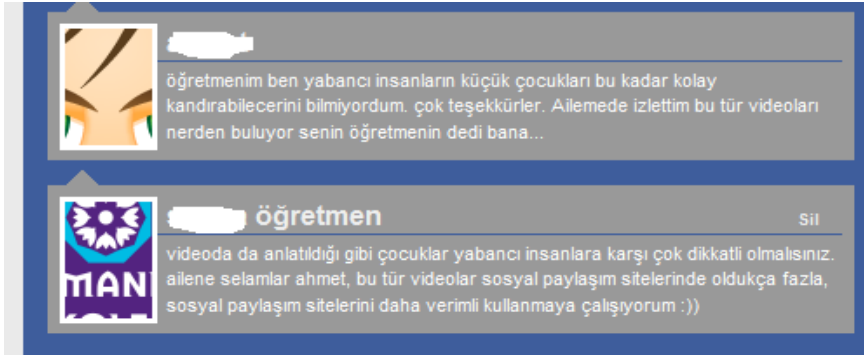 öğretmenim ben yabancı insanların küçük çocukları bu kadar kolay
kandırabilecerini bilmiyordum. çok teşekkürler. Ailemede izlettim bu tür videoları
nerden buluyor senin öğretmenin dedi bana...
öğretmen
Sil
videoda da anlatıldığı gibi çocuklar yabancı insanlara karşı çok dikkatli olmalısınız.
ailene selamlar ahmet, bu tür videolar sosyal paylaşım sitelerinde oldukça fazla,
sosyal paylaşım sitelerini daha verimli kullanmaya çalışıyorum :))
MANI